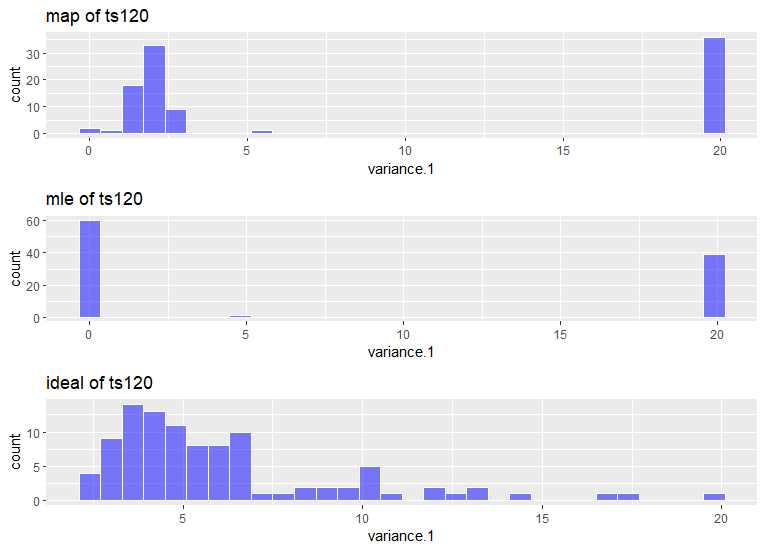 map of ts120
count
30
20
10
0
0 5 10 15 20
variance.1
mle of ts120
count
60
40
20
0
0 5 10 15 20
variance.1
ideal of ts120
count
10
5
0
5 10 15 20
variance.1